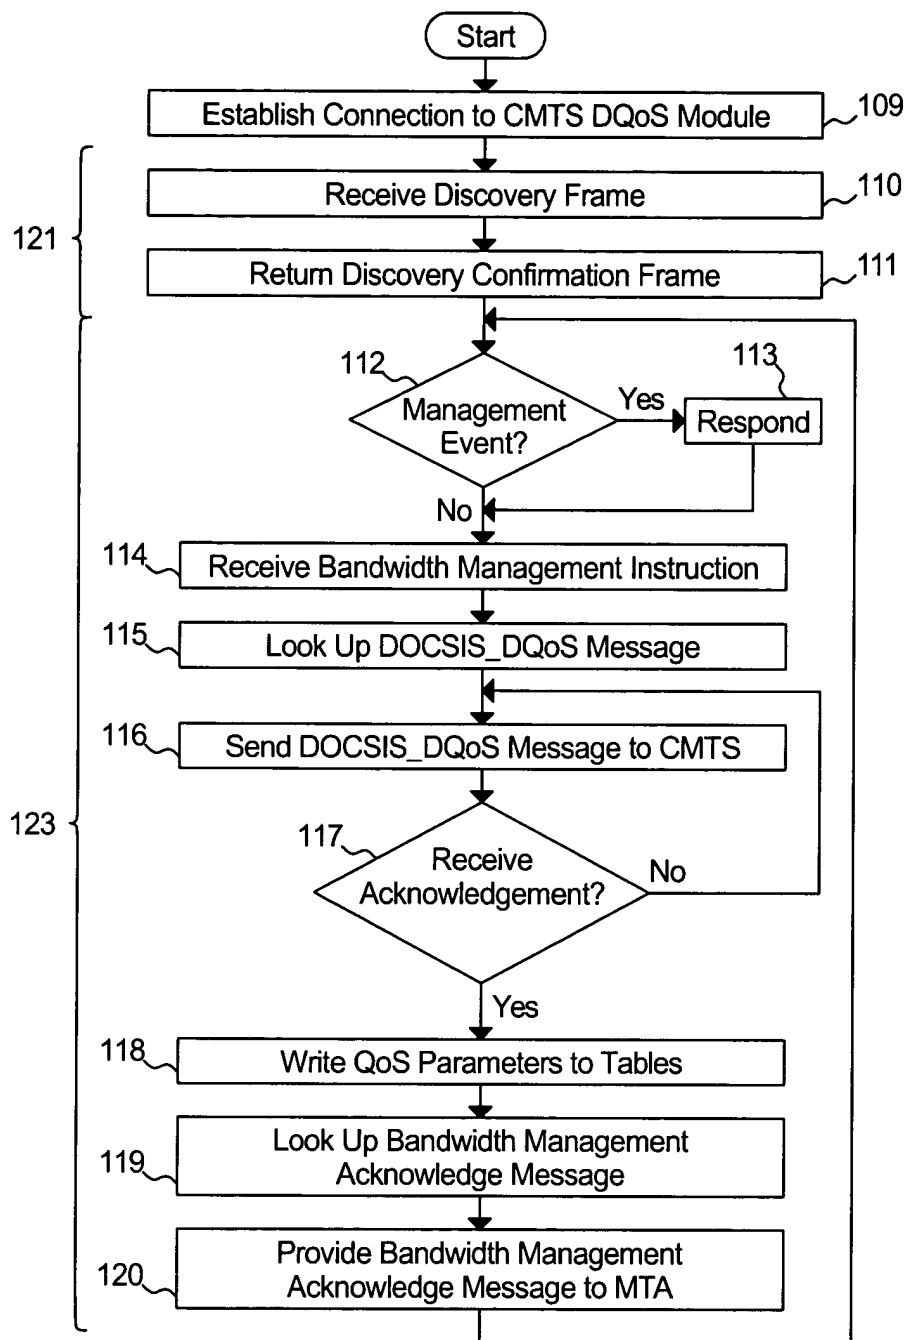 Start
Establish Connection to CMTS DQoS Module
109
Receive Discovery Frame
110
121
Return Discovery Confirmation Frame
111
112
Management
Event?
Yes
113
Respond
No
114
Receive Bandwidth Management Instruction
115
Look Up DOCSIS_DQoS Message
116
Send DOCSIS_DQoS Message to CMTS
123
117
Receive
Acknowledgement?
No
Yes
118
Write QoS Parameters to Tables
119
Look Up Bandwidth Management
Acknowledge Message
120
Provide Bandwidth Management
Acknowledge Message to MTA